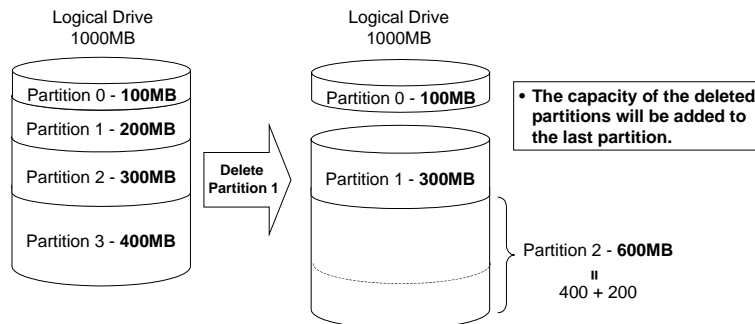 Logical Drive
1000MB
Partition 0 - 100MB
Partition 1 - 200MB
Partition 2 - 300MB
Partition 3 - 400MB
Delete
Partition 1
Logical Drive
1000MB
Partition 0 - 100MB
Partition 1 - 300MB
Partition 2 - 600MB
=
400 + 200
• The capacity of the deleted
partitions will be added to
the last partition.